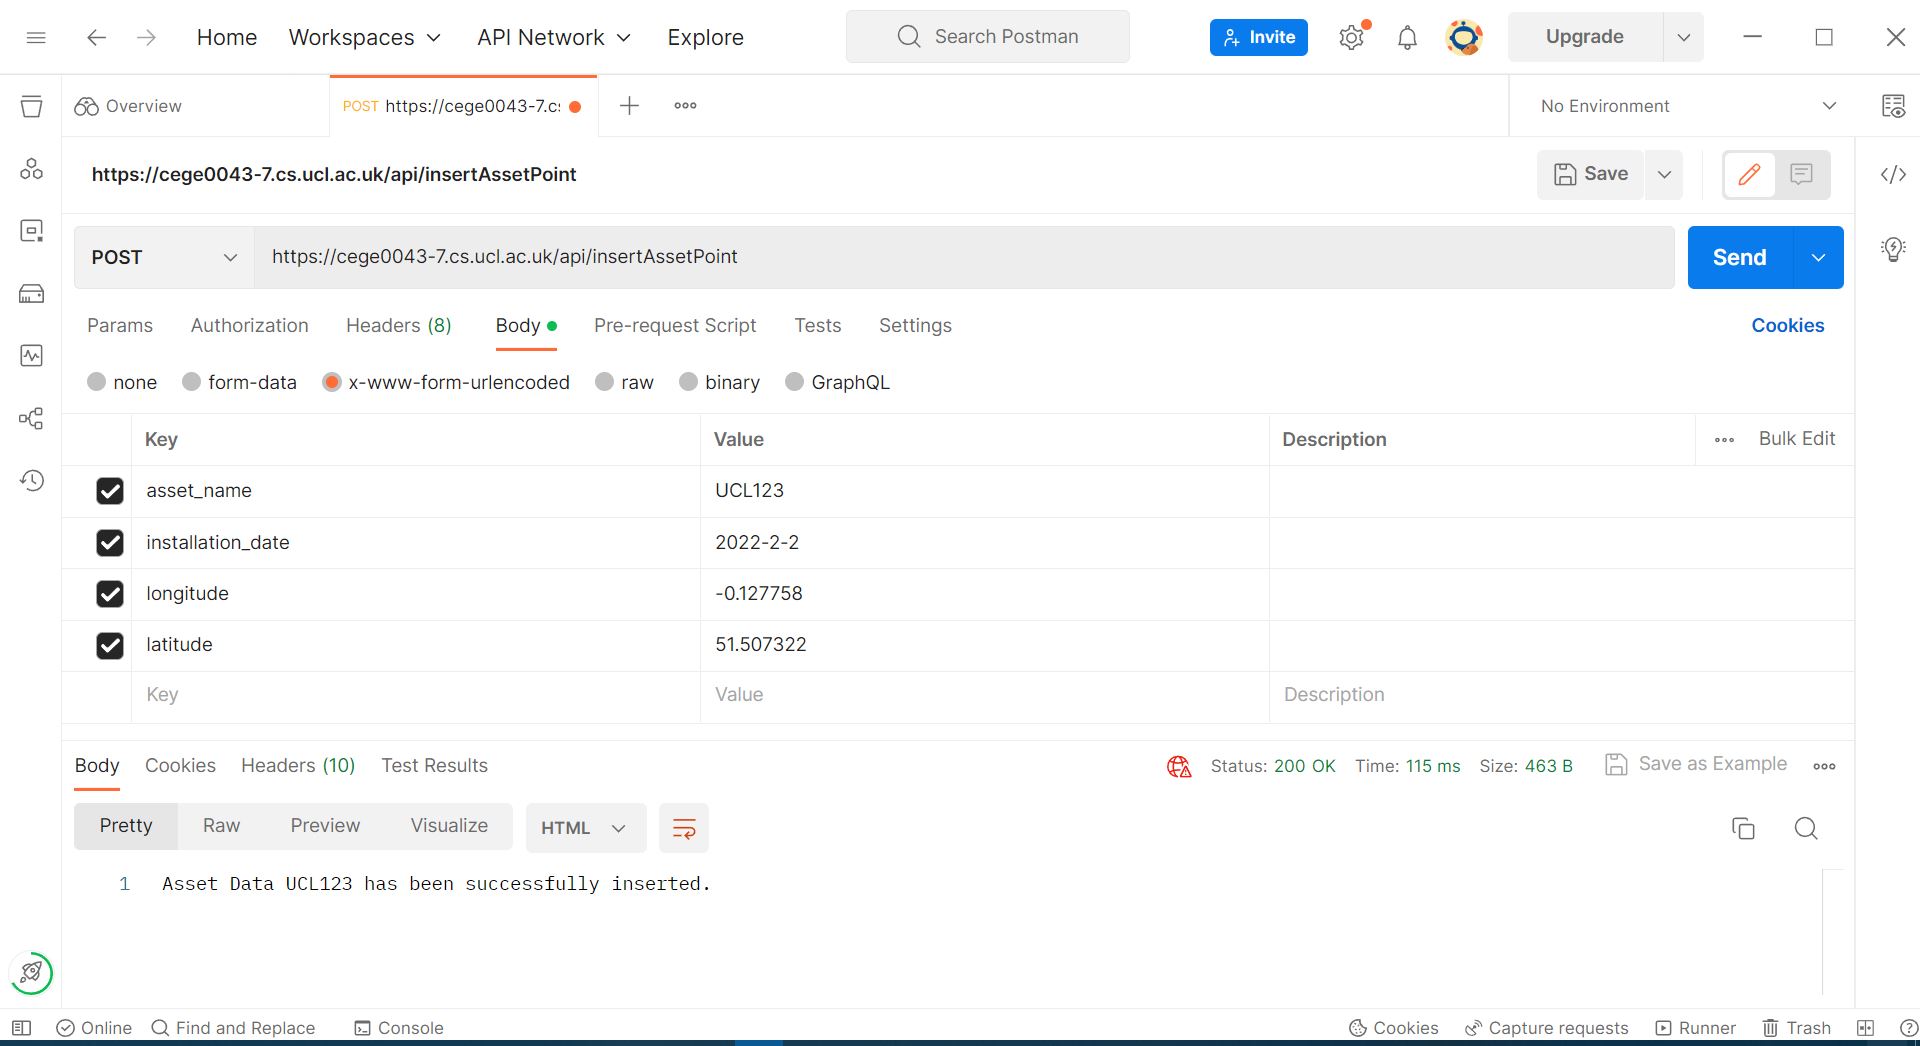 Home Workspaces API Network Explore Search Postman Invite Upgrade
Overview POST https://cege0043-7.cs No Environment
https://cege0043-7.cs.ucl.ac.uk/api/insertAssetPoint Save
POST https://cege0043-7.cs.ucl.ac.uk/api/insertAssetPoint Send
Params Authorization Headers (8) Body Pre-request Script Tests Settings Cookies
none form-data x-www-form-urlencoded raw binary GraphQL
Key Value Description Bulk Edit
asset_name UCL123
installation_date 2022-2-2
longitude -0.127758
latitude 51.507322
Key Value Description
Body Cookies Headers (10) Test Results Status: 200 OK Time: 115 ms Size: 463 B Save as Example
Pretty Raw Preview Visualize HTML
1 Asset Data UCL123 has been successfully inserted.
Online Find and Replace Console Cookies Capture requests Runner Trash